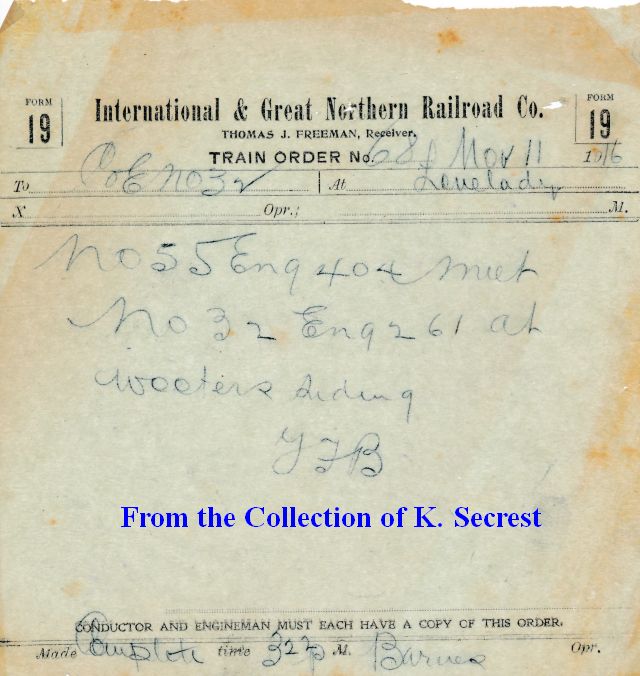 FORM 19
International & Great Northern Railroad Co.
FORM 19
THOMAS J. FREEMAN, Receiver.
TRAIN ORDER No. 68 Nov 11 1916
To C&E No 32 At Lovelady
X Opr.; M.
No 55 Eng 404 meet
No 32 Eng 261 at
Wooters siding
From the Collection of K. Secrest
CONDUCTOR AND ENGINEMAN MUST EACH HAVE A COPY OF THIS ORDER.
Made Complete time 322 p M. Barnes Opr.